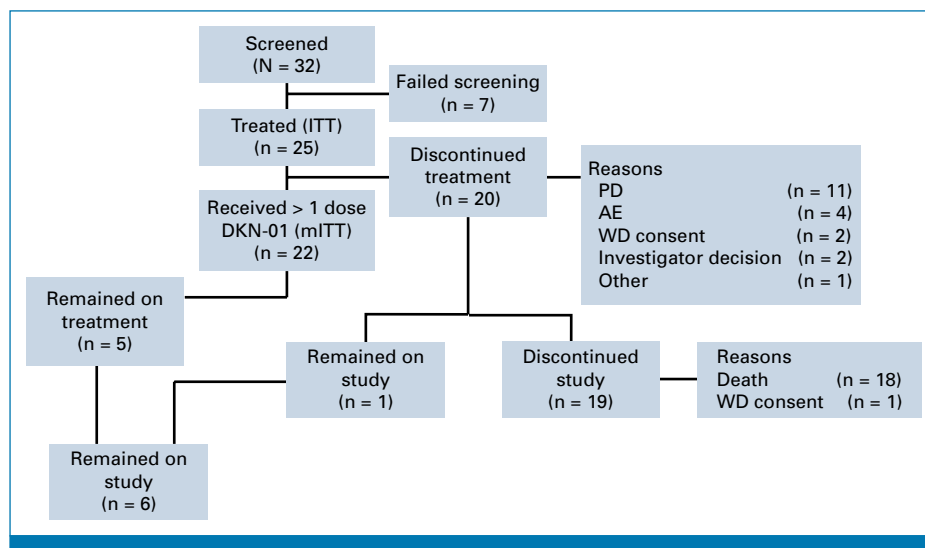 Screened
(N = 32)
Failed screening
(n = 7)
Treated (ITT)
(n = 25)
Discontinued
treatment
(n = 20)
Reasons
PD (n = 11)
AE (n = 4)
WD consent (n = 2)
Investigator decision (n = 2)
Other (n = 1)
Received > 1 dose
DKN-01 (mITT)
(n = 22)
Remained on
treatment
(n = 5)
Remained on
study
(n = 1)
Discontinued
study
(n = 19)
Reasons
Death (n = 18)
WD consent (n = 1)
Remained on
study
(n = 6)